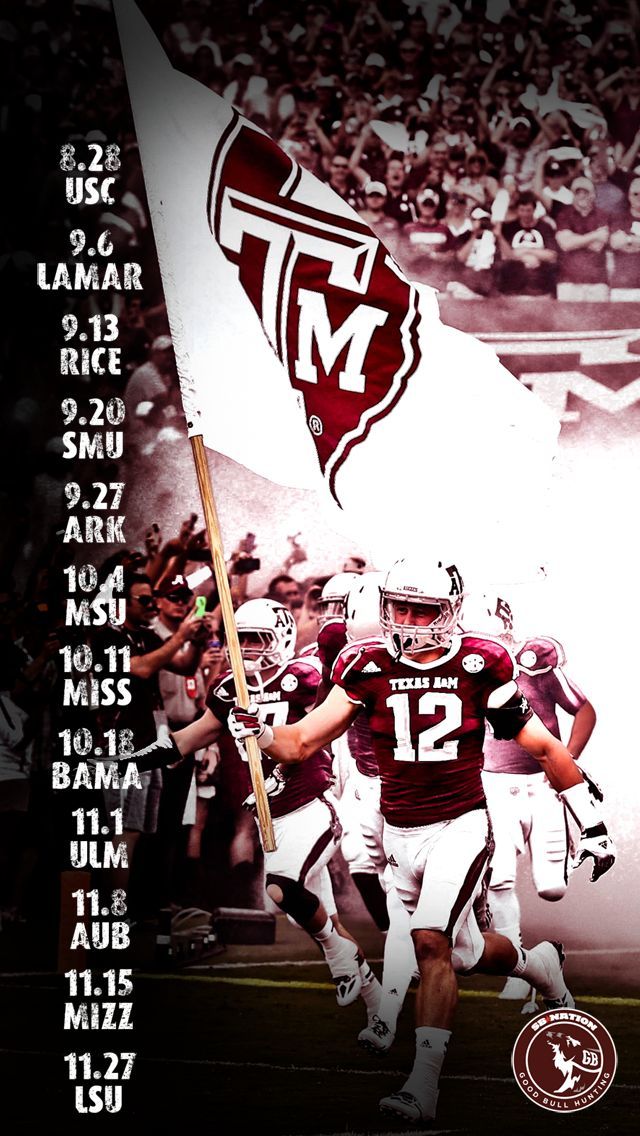 8.28
USC
9.6
LAMAR
9.13
RICE
9.20
SMU
9.27
ARK
10.4
MSU
10.11
MISS
10.18
BAMA
11.1
ULM
11.8
AUB
11.15
MIZZ
11.27
LSU
TM
®
TEXAS A&M
12
SB NATION
GB
GOOD BULL HUNTING